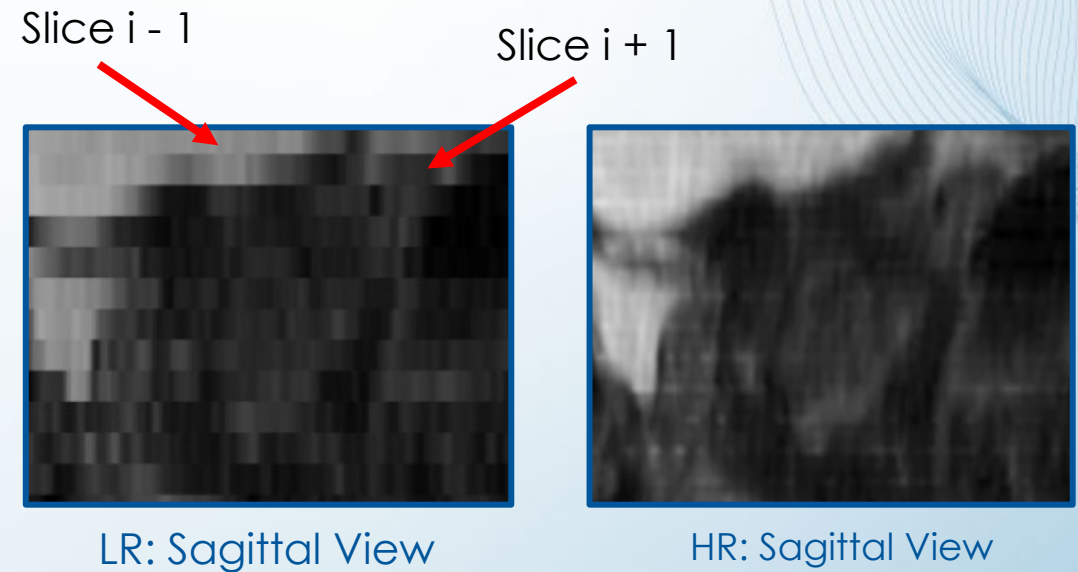 Slice i - 1
Slice i + 1
LR: Sagittal View
HR: Sagittal View